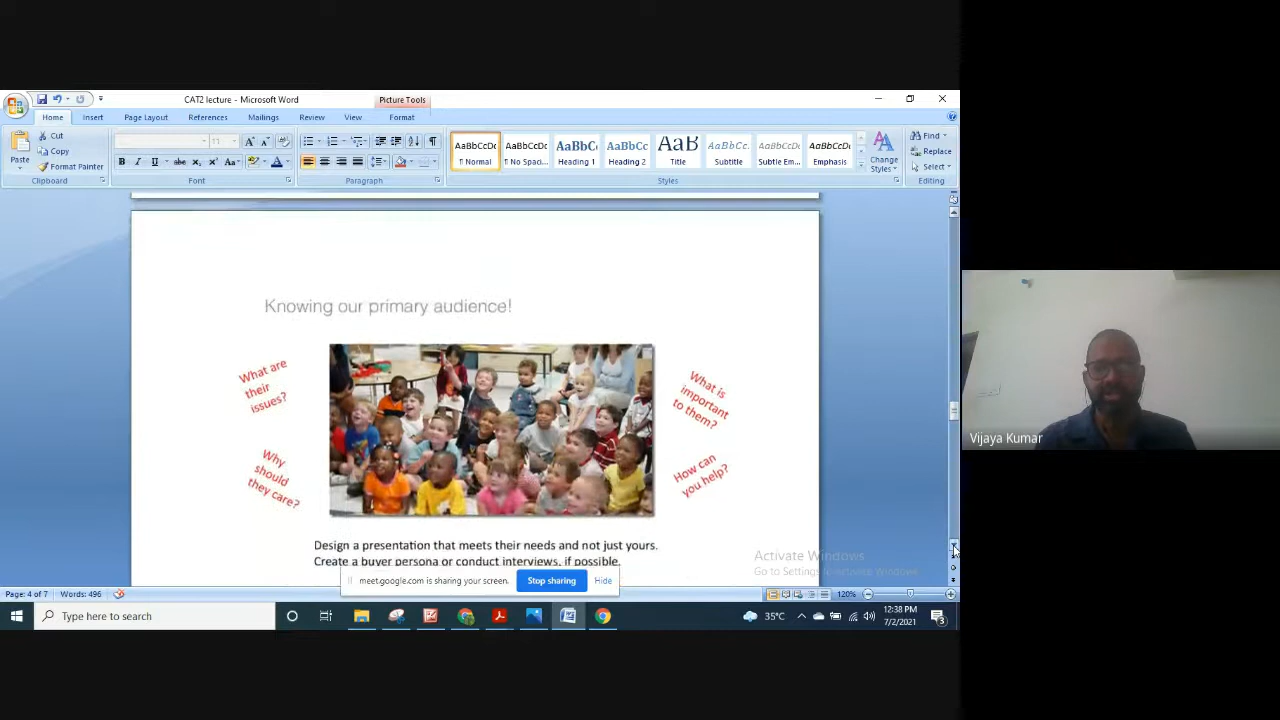 CAT2 lecture - Microsoft Word
Picture Tools
Home Insert Page Layout References Mailings Review View Format
Paste
Cut
Copy
Format Painter
Clipboard
11
Font
Paragraph
AaBbCcDc AaBbCcDc AaBbCc AaBbCc AaB AaBbCc. AaBbCcDc AaBbCcDc
¶ Normal ¶ No Spaci... Heading 1 Heading 2 Title Subtitle Subtle Em... Emphasis
Change Styles
Styles
Find
Replace
Select
Editing
Knowing our primary audience!
What are
their
issues?
What is
important
to them?
Why
should
they care?
How can
you help?
Design a presentation that meets their needs and not just yours.
Create a buyer persona or conduct interviews, if possible.
Vijaya Kumar
Activate Windows
Go to Settings to activate Windows.
meet.google.com is sharing your screen.
Stop sharing
Hide
Page: 4 of 7 Words: 496
120%
Type here to search
35°C
12:38 PM
7/2/2021
3